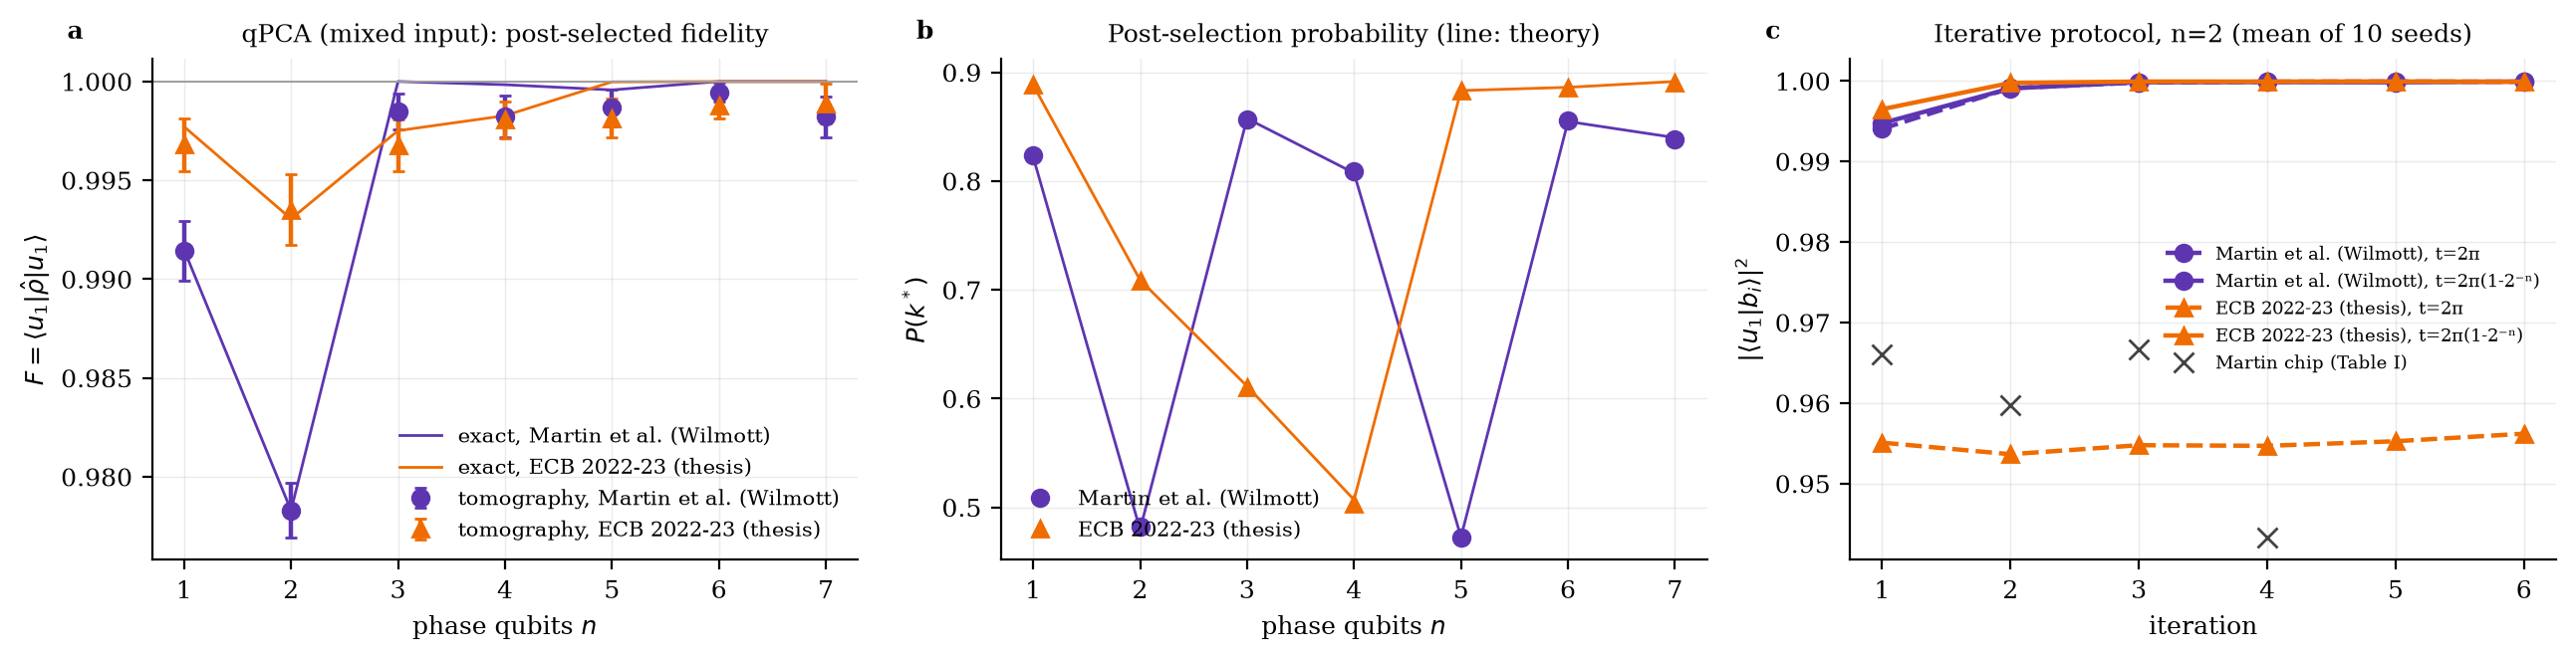 a
qPCA (mixed input): post-selected fidelity
1.000
0.995
0.990
0.985
0.980
F = ⟨u₁|ρ̂|u₁⟩
exact, Martin et al. (Wilmott)
exact, ECB 2022-23 (thesis)
tomography, Martin et al. (Wilmott)
tomography, ECB 2022-23 (thesis)
1 2 3 4 5 6 7
phase qubits n
b
Post-selection probability (line: theory)
0.9
0.8
0.7
0.6
0.5
P(k*)
Martin et al. (Wilmott)
ECB 2022-23 (thesis)
1 2 3 4 5 6 7
phase qubits n
c
Iterative protocol, n=2 (mean of 10 seeds)
1.00
0.99
0.98
0.97
0.96
0.95
|⟨u₁|bᵢ⟩|²
Martin et al. (Wilmott), t=2π
Martin et al. (Wilmott), t=2π(1-2⁻ⁿ)
ECB 2022-23 (thesis), t=2π
ECB 2022-23 (thesis), t=2π(1-2⁻ⁿ)
Martin chip (Table I)
1 2 3 4 5 6
iteration